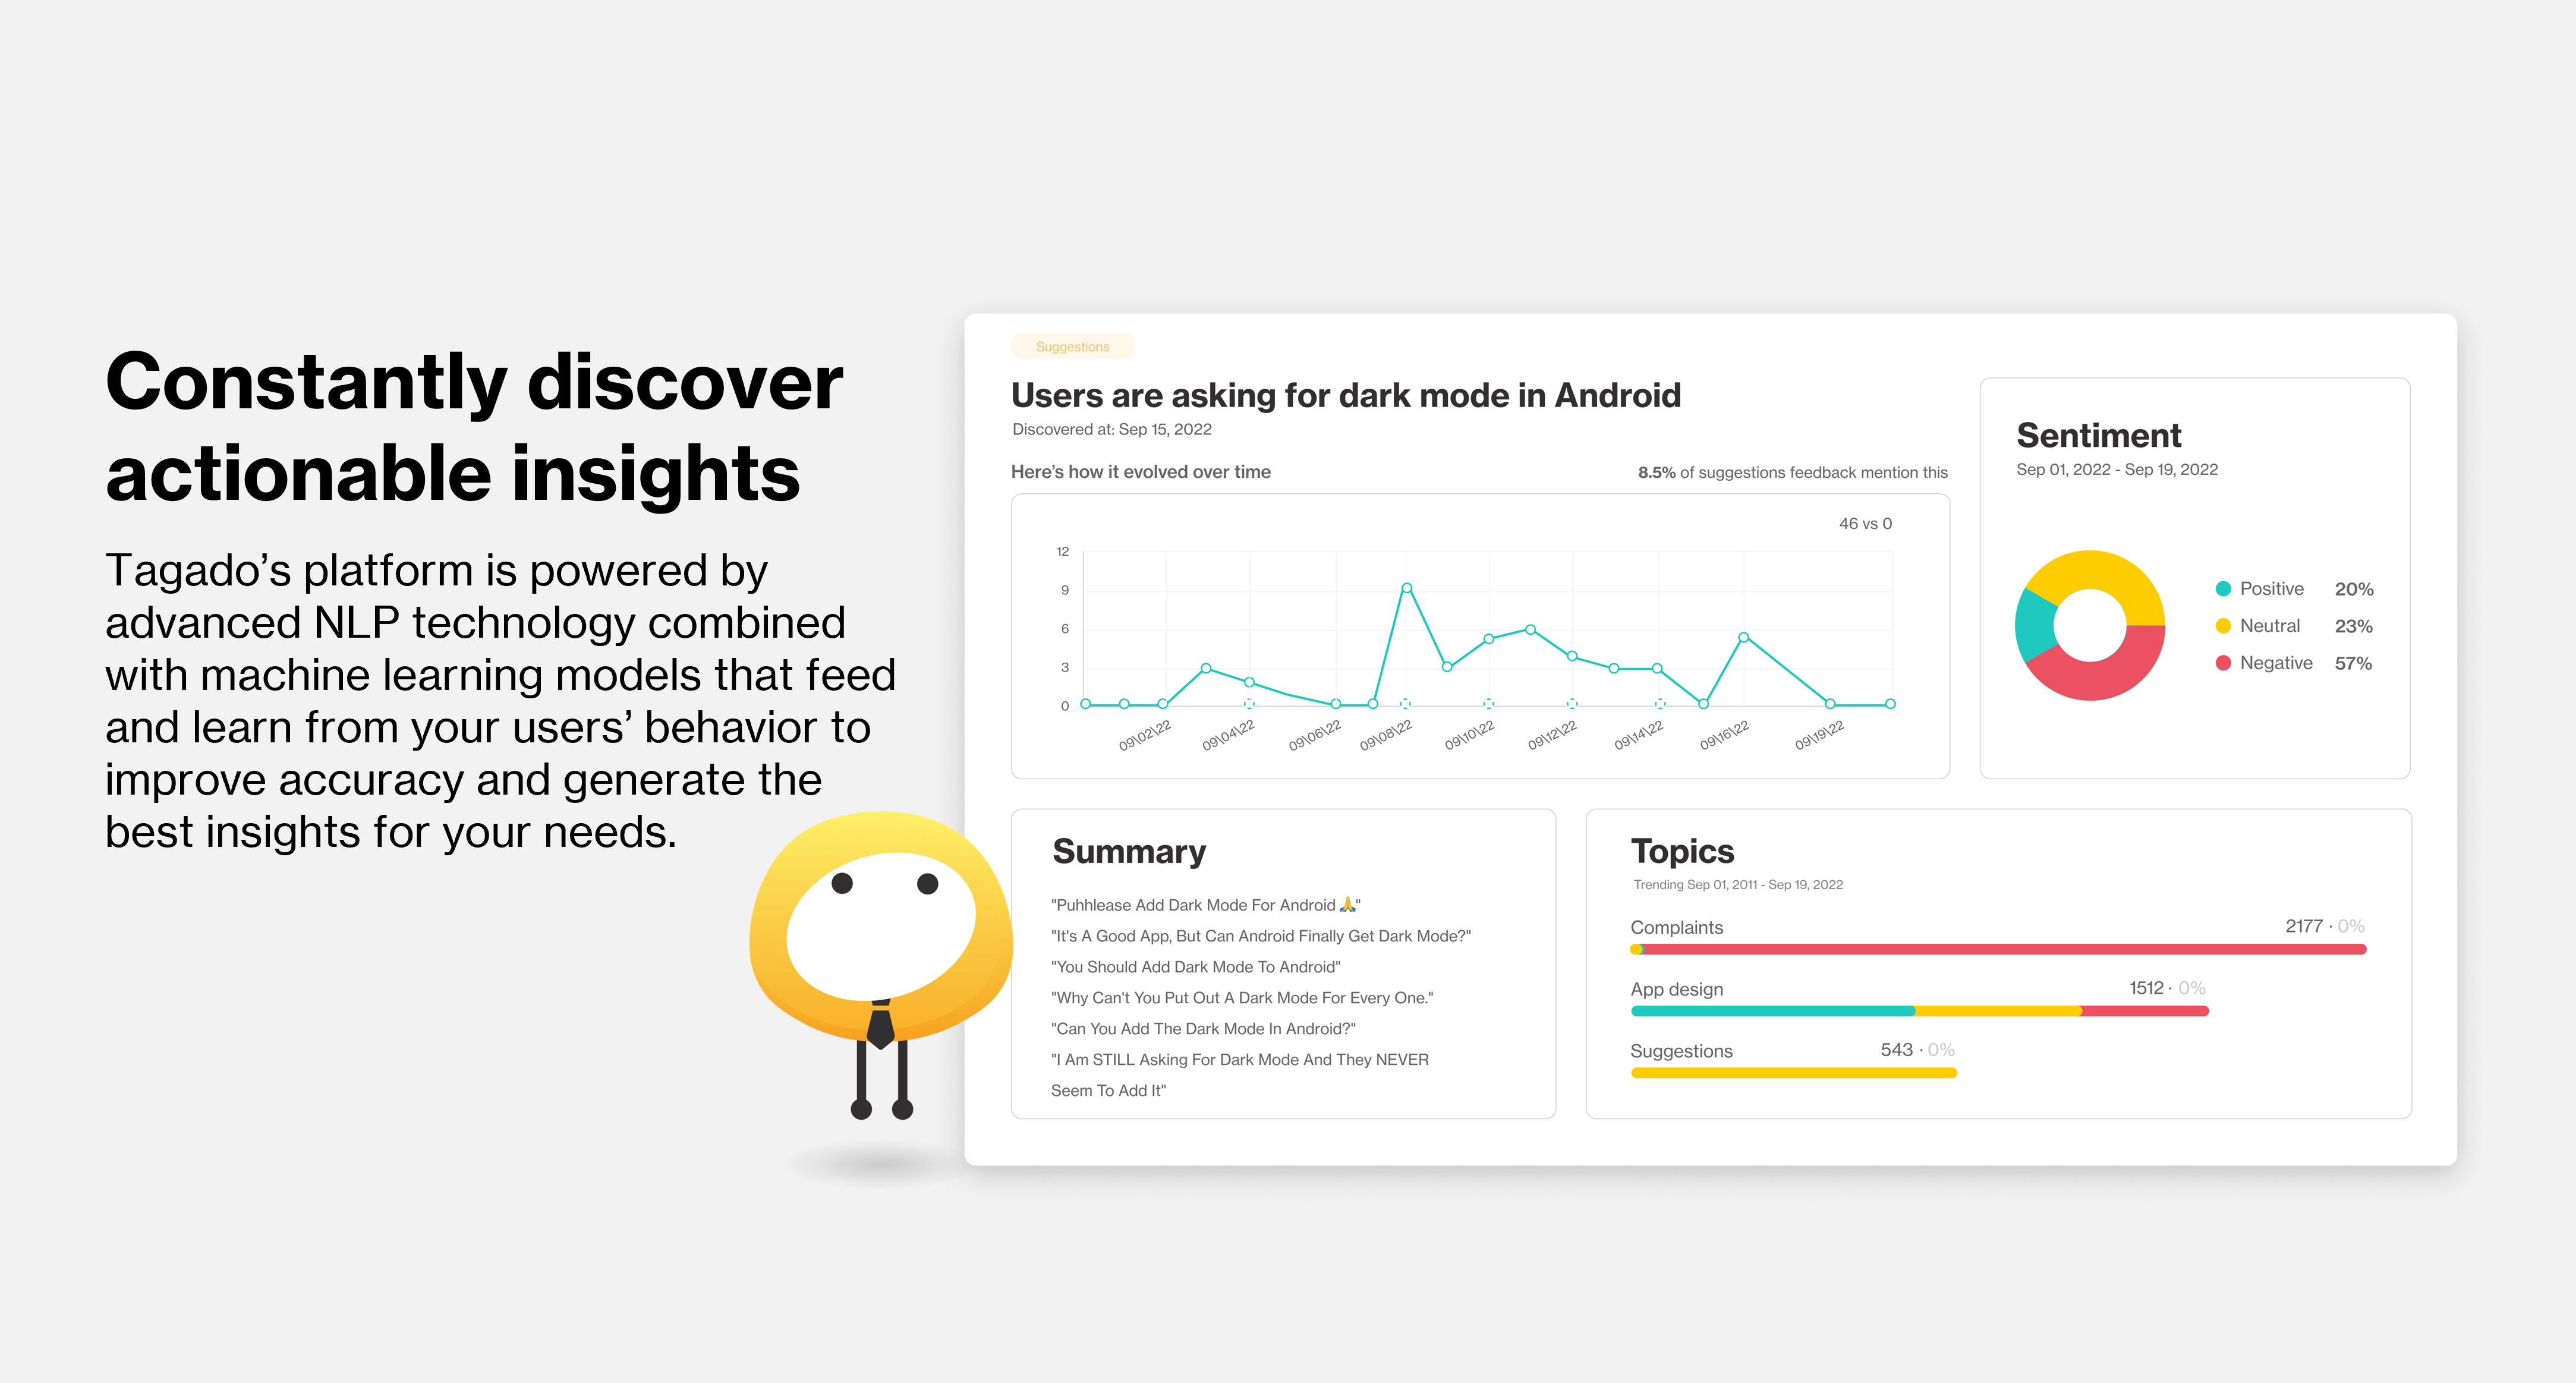 Constantly discover
actionable insights
Tagado’s platform is powered by
advanced NLP technology combined
with machine learning models that feed
and learn from your users’ behavior to
improve accuracy and generate the
best insights for your needs.
Suggestions
Users are asking for dark mode in Android
Discovered at: Sep 15, 2022
Here’s how it evolved over time
8.5% of suggestions feedback mention this
46 vs 0
12
9
6
3
0
09\02\22
09\04\22
09\06\22
09\08\22
09\10\22
09\12\22
09\14\22
09\16\22
09\19\22
Sentiment
Sep 01, 2022 - Sep 19, 2022
Positive 20%
Neutral 23%
Negative 57%
Summary
"Puhhlease Add Dark Mode For Android 🙏"
"It's A Good App, But Can Android Finally Get Dark Mode?"
"You Should Add Dark Mode To Android"
"Why Can't You Put Out A Dark Mode For Every One."
"Can You Add The Dark Mode In Android?"
"I Am STILL Asking For Dark Mode And They NEVER
Seem To Add It"
Topics
Trending Sep 01, 2011 - Sep 19, 2022
Complaints 2177 · 0%
App design 1512 · 0%
Suggestions 543 · 0%